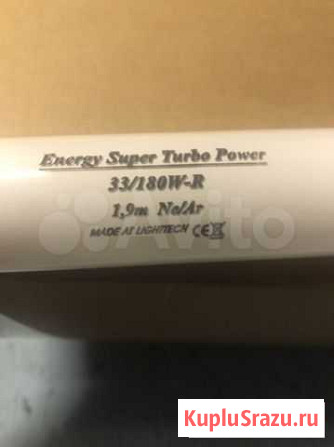 Energy Super Turbo Power
33/180W-R
1,9m Ne/Ar
MADE AT LIGHTTECH CE
Avito
KupluSrazu.ru